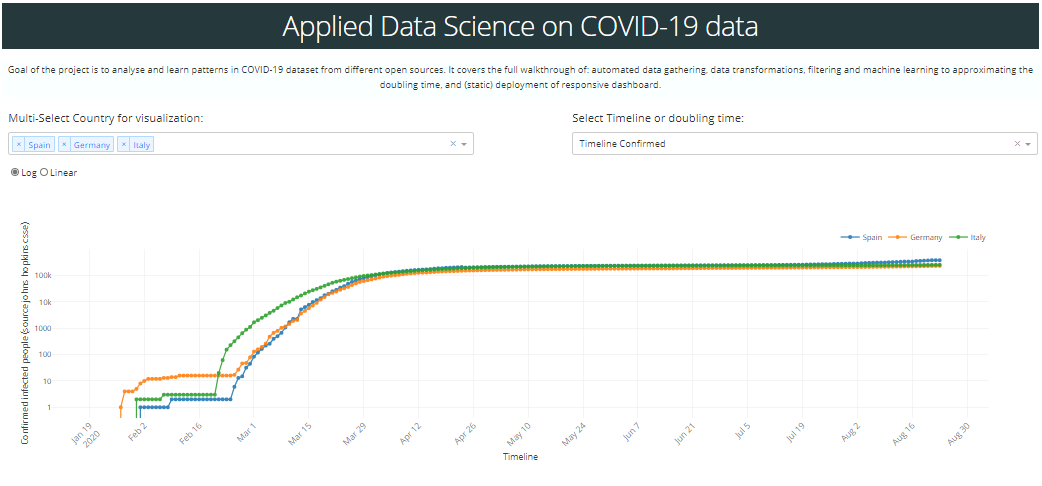 Applied Data Science on COVID-19 data
Goal of the project is to analyse and learn patterns in COVID-19 dataset from different open sources. It covers the full walkthrough of: automated data gathering, data transformations, filtering and machine learning to approximating the
doubling time, and (static) deployment of responsive dashboard.
Multi-Select Country for visualization:
Select Timeline or doubling time:
× Spain × Germany × Italy
Timeline Confirmed
Log Linear
Spain Germany Italy
Confirmed infected people (source johns hopkins csse)
100k
10k
1000
100
10
1
Jan 19
2020
Feb 2
Feb 16
Mar 1
Mar 15
Mar 29
Apr 12
Apr 26
May 10
May 24
Jun 7
Jun 21
Jul 5
Jul 19
Aug 2
Aug 16
Aug 30
Timeline